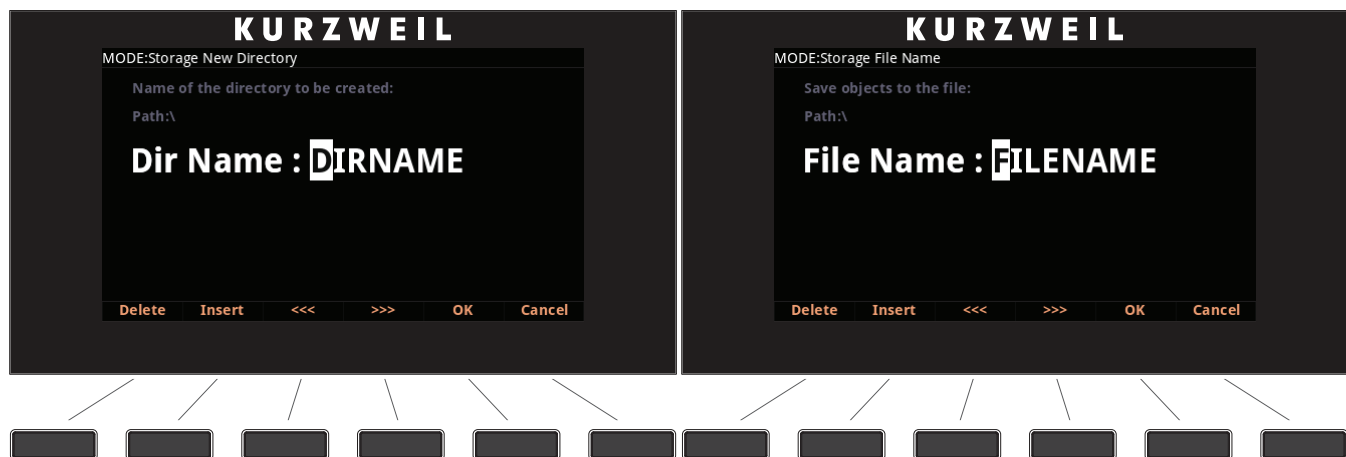 KURZWEIL
MODE:Storage New Directory
Name of the directory to be created:
Path:\
Dir Name : DIRNAME
Delete Insert <<< >>> OK Cancel
KURZWEIL
MODE:Storage File Name
Save objects to the file:
Path:\
File Name : FILENAME
Delete Insert <<< >>> OK Cancel